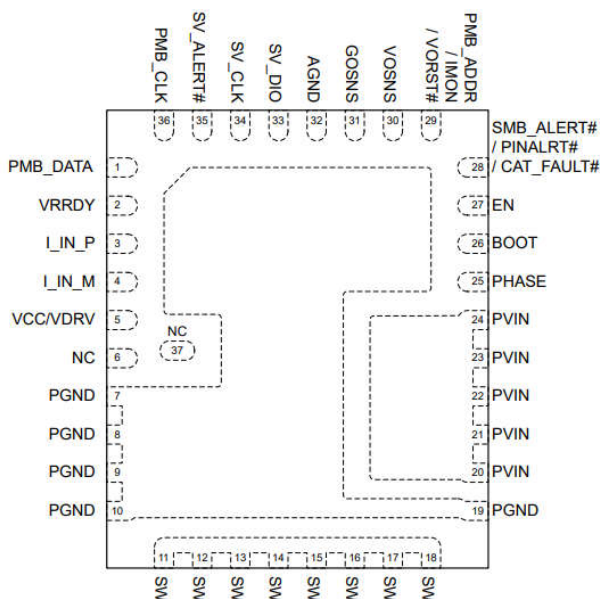 PMB_CLK
SV_ALERT#
SV_CLK
SV_DIO
AGND
GOSNS
VOSNS
PMB_ADDR
/ IMON
/ VORST#
36
35
34
33
32
31
30
29
SMB_ALERT#
/ PINALRT#
/ CAT_FAULT#
PMB_DATA
1
28
VRRDY
2
27
EN
I_IN_P
3
26
BOOT
I_IN_M
4
25
PHASE
VCC/VDRV
5
24
PVIN
NC
37
NC
6
23
PVIN
PGND
7
22
PVIN
PGND
8
21
PVIN
PGND
9
20
PVIN
PGND
10
19
PGND
11
12
13
14
15
16
17
18
SW
SW
SW
SW
SW
SW
SW
SW